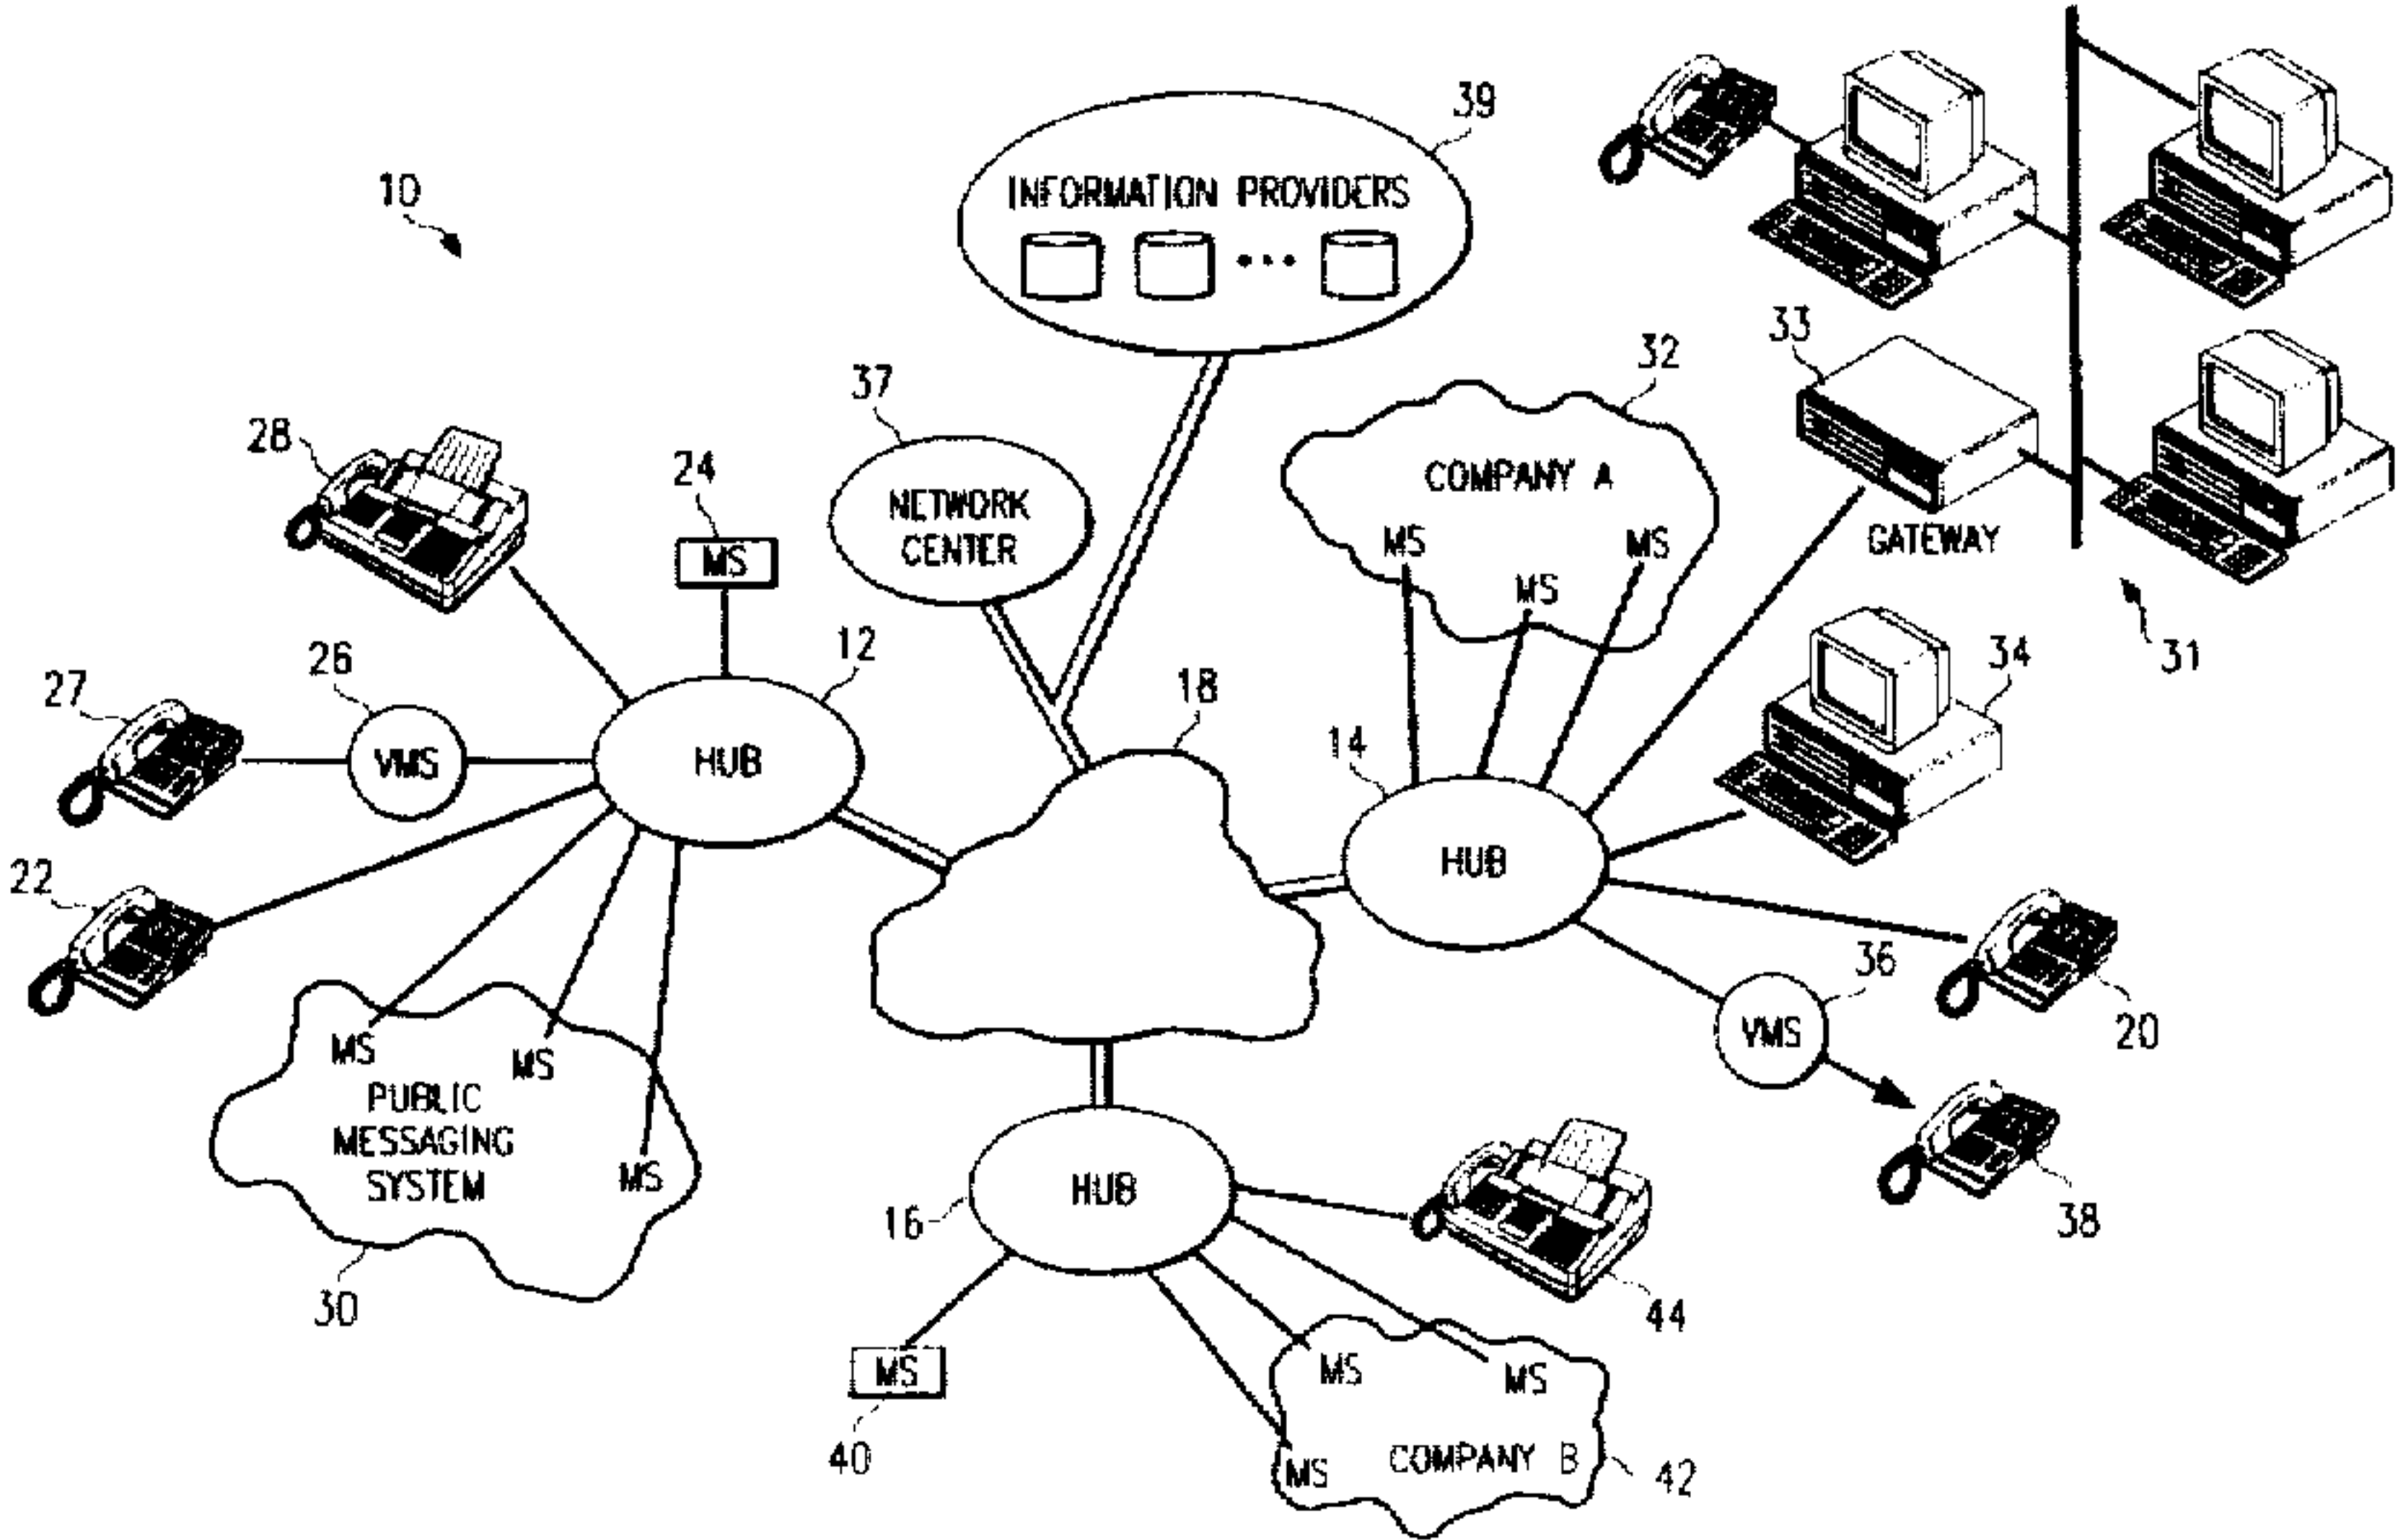 10
39
INFORMATION PROVIDERS
33
32
37
28
24
COMPANY A
NETWORK
CENTER
MS
MS
MS
MS
GATEWAY
31
34
12
26
27
18
14
VMS
HUB
HUB
22
36
20
VMS
MS
MS
MS
PUBLIC
MESSAGING
SYSTEM
38
16
HUB
30
44
MS
40
MS
MS
MS
COMPANY B
42